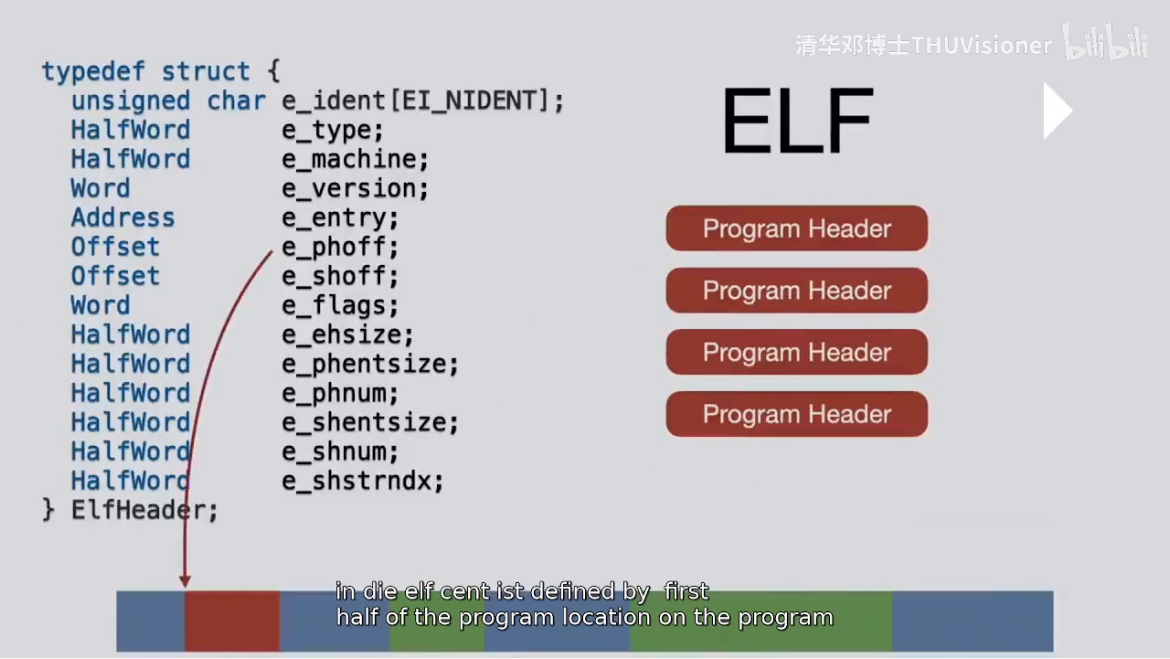 清华邓博士THUVisioner bilibili
typedef struct {
unsigned char e_ident[EI_NIDENT];
HalfWord e_type;
HalfWord e_machine;
Word e_version;
Address e_entry;
Offset e_phoff;
Offset e_shoff;
Word e_flags;
HalfWord e_ehsize;
HalfWord e_phentsize;
HalfWord e_phnum;
HalfWord e_shentsize;
HalfWord e_shnum;
HalfWord e_shstrndx;
} ElfHeader;
ELF
Program Header
Program Header
Program Header
Program Header
in die elf cent ist defined by first
half of the program location on the program